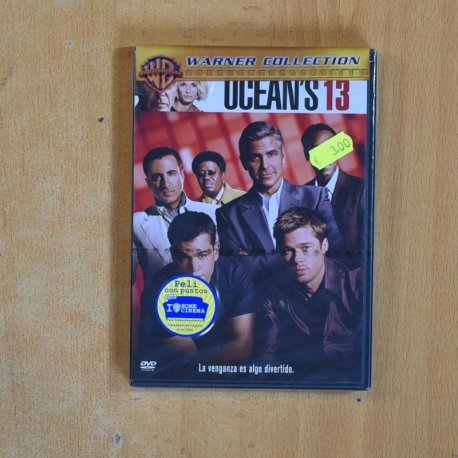 WARNER COLLECTION
WB
OCEAN'S 13
€ 3,00
Peli
con puntos
I HOME
CINEMA
DVD
VIDEO
La venganza es algo divertido.